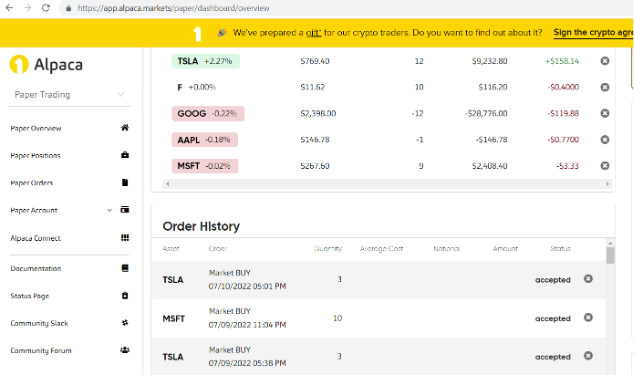 https://app.alpaca.markets/paper/dashboard/overview
We've prepared a gift* for our crypto traders. Do you want to find out about it? Sign the crypto agre
Alpaca
Paper Trading
Paper Overview
Paper Positions
Paper Orders
Paper Account
Alpaca Connect
Documentation
Status Page
Community Slack
Community Forum
TSLA +2.27% $769.40 12 $9,232.80 +$158.14
F +0.00% $11.62 10 $116.20 -$0.4000
GOOG -0.22% $2,398.00 -12 -$28,776.00 -$119.88
AAPL -0.18% $146.78 -1 -$146.78 -$0.7700
MSFT -0.02% $267.60 9 $2,408.40 -$3.33
Order History
Asset Order Quantity Average Cost Notional Amount Status
TSLA Market BUY 3 accepted
07/10/2022 05:01 PM
MSFT Market BUY 10 accepted
07/09/2022 11:04 PM
TSLA Market BUY 3 accepted
07/09/2022 05:38 PM